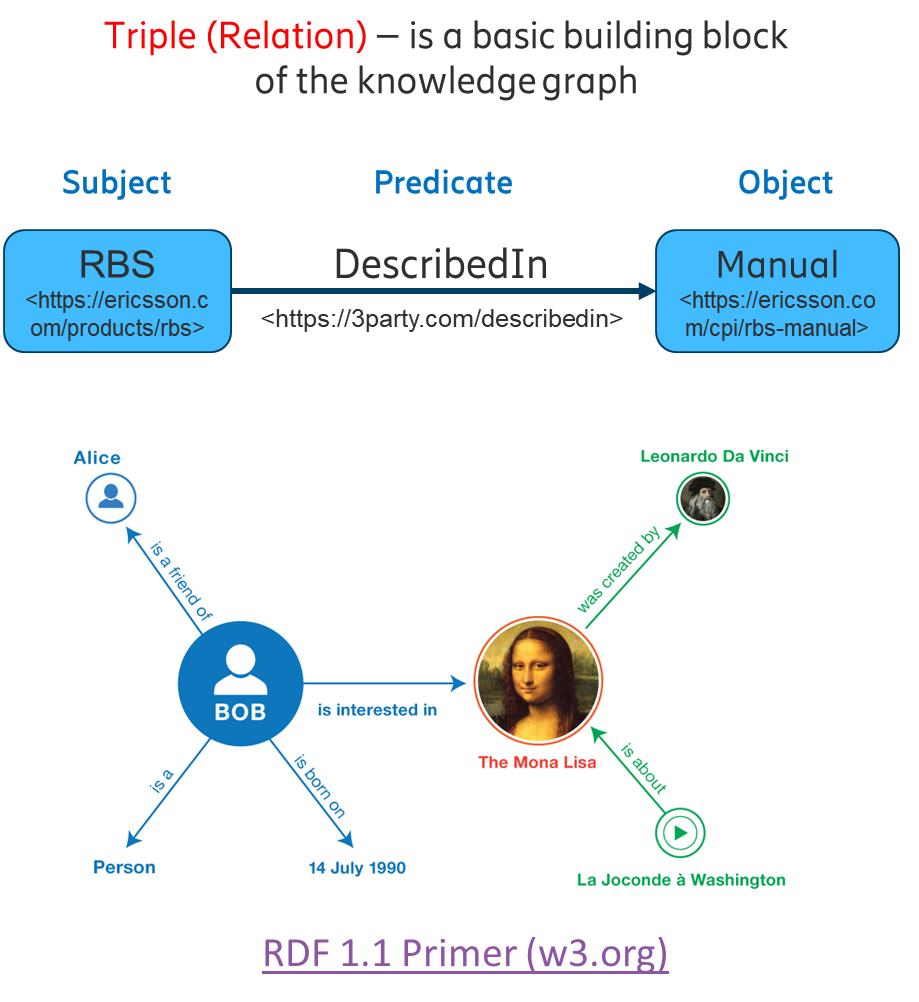 Triple (Relation) – is a basic building block
of the knowledge graph
Subject
Predicate
Object
RBS
<https://ericsson.c
om/products/rbs>
DescribedIn
<https://3party.com/describedin>
Manual
<https://ericsson.co
m/cpi/rbs-manual>
Alice
Leonardo Da Vinci
is a friend of
was created by
BOB
is interested in
The Mona Lisa
is a
is born on
is about
Person
14 July 1990
La Joconde à Washington
RDF 1.1 Primer (w3.org)